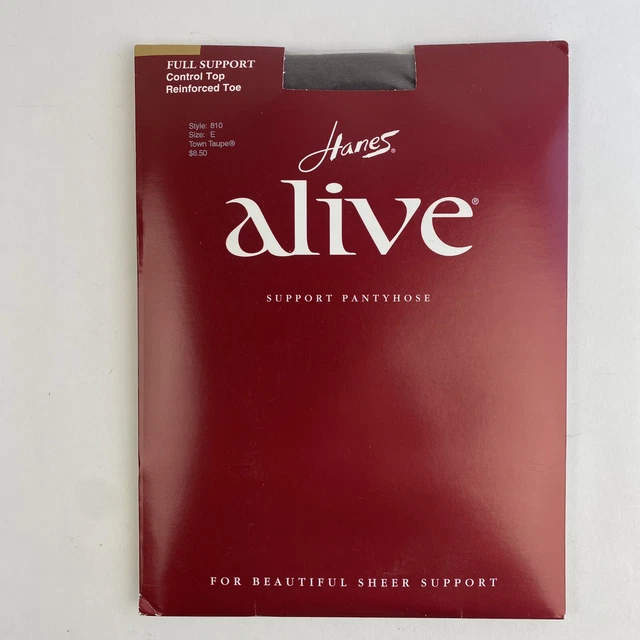 FULL SUPPORT
Control Top
Reinforced Toe
Style: 810
Size: E
Town Taupe®
$8.50
Hanes®
alive®
SUPPORT PANTYHOSE
FOR BEAUTIFUL SHEER SUPPORT